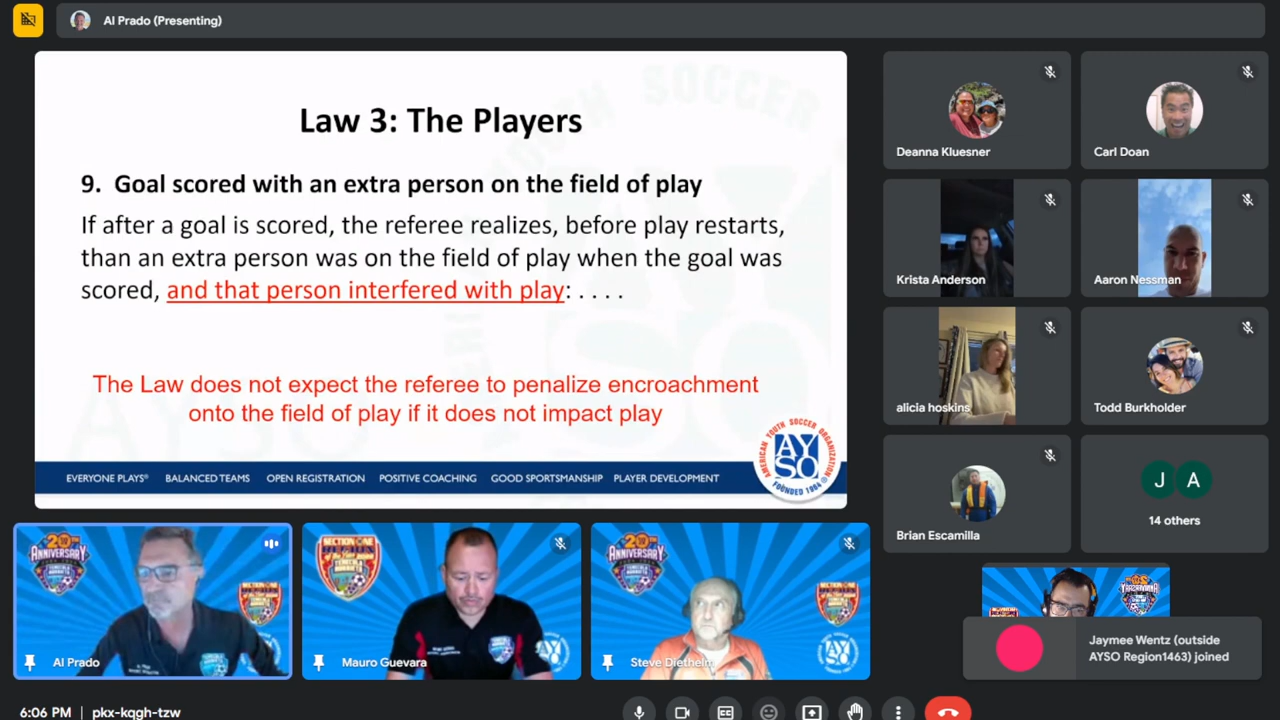 Al Prado (Presenting)
Law 3: The Players
9. Goal scored with an extra person on the field of play
If after a goal is scored, the referee realizes, before play restarts,
than an extra person was on the field of play when the goal was
scored, and that person interfered with play: . . . .
The Law does not expect the referee to penalize encroachment
onto the field of play if it does not impact play
AMERICAN YOUTH SOCCER ORGANIZATION
AYSO
FOUNDED 1964
EVERYONE PLAYS® BALANCED TEAMS OPEN REGISTRATION POSITIVE COACHING GOOD SPORTSMANSHIP PLAYER DEVELOPMENT
Deanna Kluesner
Carl Doan
Krista Anderson
Aaron Nessman
alicia hoskins
Todd Burkholder
Brian Escamilla
J A
14 others
ANNIVERSARY
Al Prado
SECTION ONE
REGION
Mauro Guevara
ANNIVERSARY
Steve Diethelm
Jaymee Wentz (outside
AYSO Region1463) joined
6:06 PM | pkx-kqgh-tzw